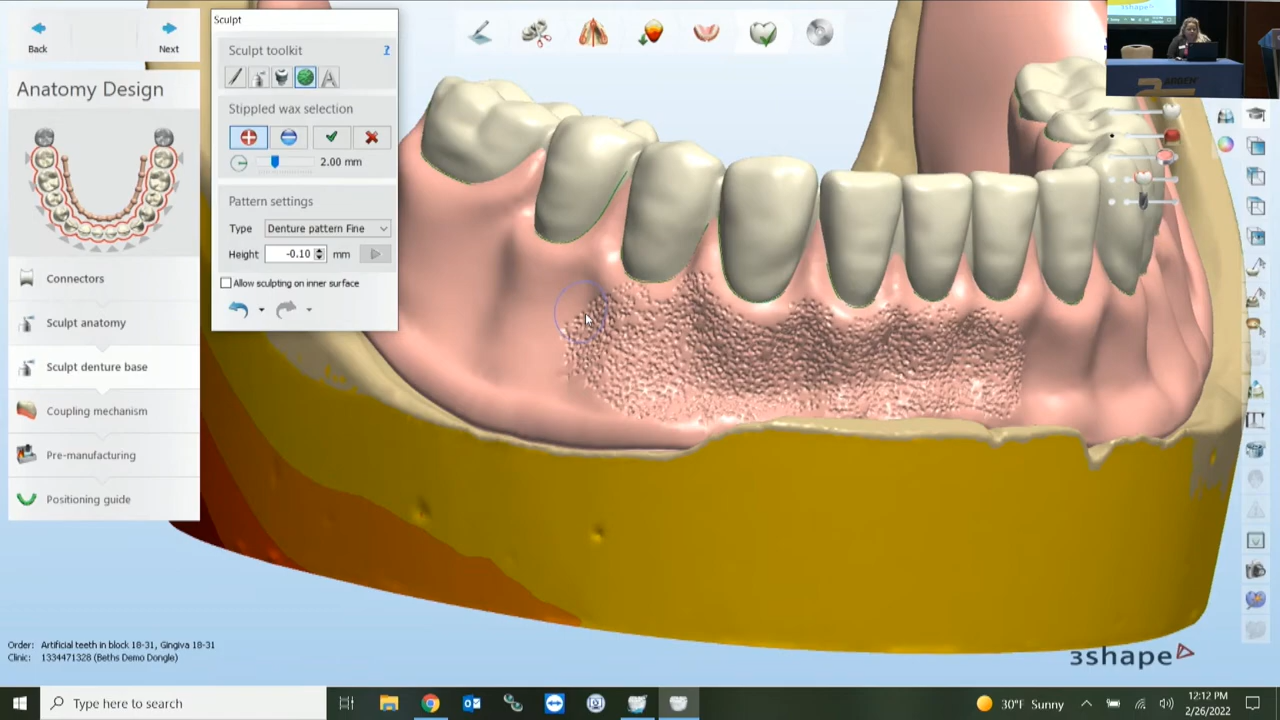 Back
Next
Anatomy Design
Connectors
Sculpt anatomy
Sculpt denture base
Coupling mechanism
Pre-manufacturing
Positioning guide
Sculpt
Sculpt toolkit
?
Stippled wax selection
2.00 mm
Pattern settings
Type Denture pattern Fine
Height -0.10 mm
Allow sculpting on inner surface
ARGEN
Order: Artificial teeth in block 18-31, Gingiva 18-31
Clinic: 1334471328 (Beths Demo Dongle)
3shape
Type here to search
30°F Sunny
12:12 PM
2/26/2022